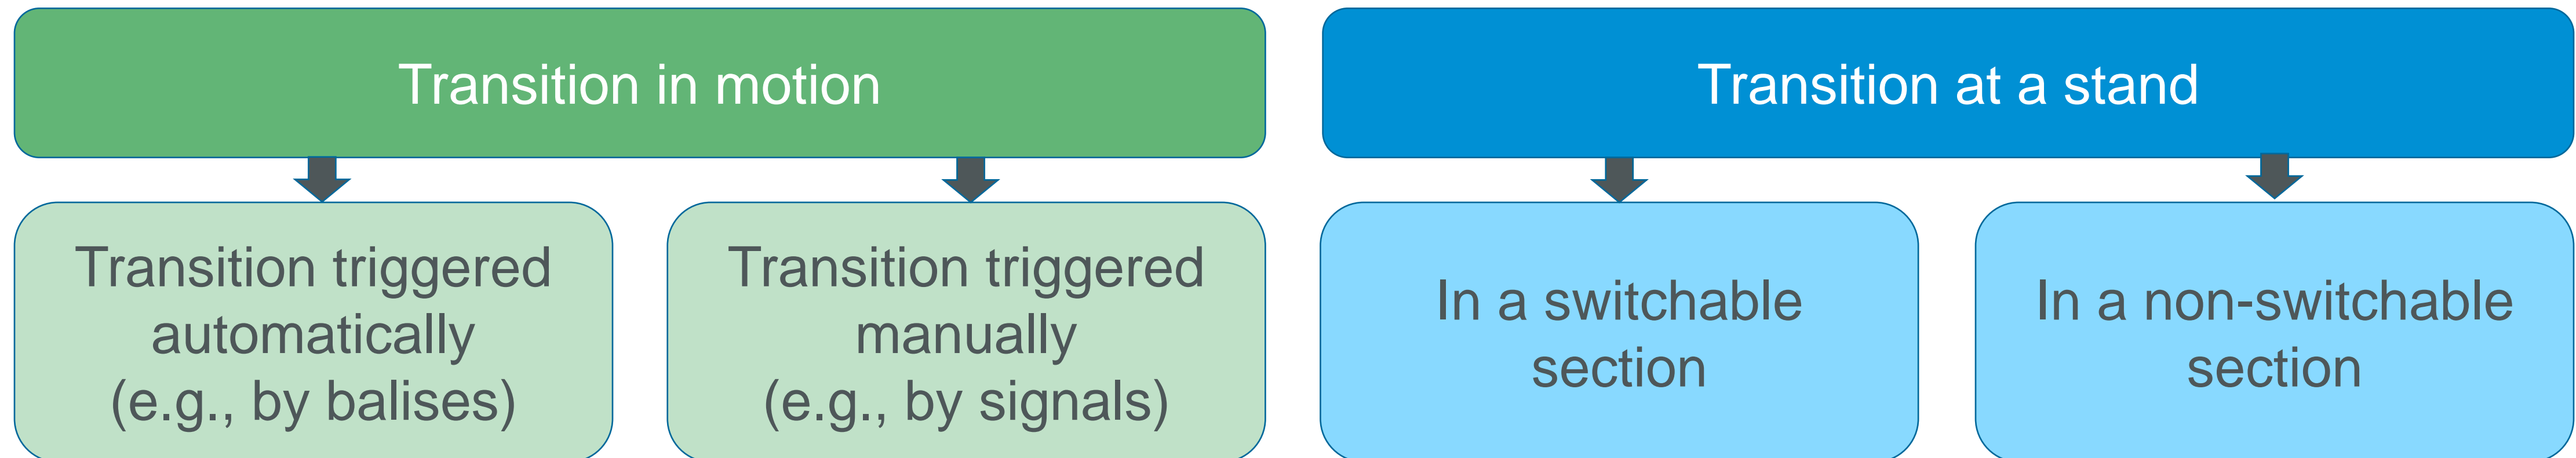 Transition in motion
Transition at a stand
Transition triggered
automatically
(e.g., by balises)
Transition triggered
manually
(e.g., by signals)
In a switchable
section
In a non-switchable
section